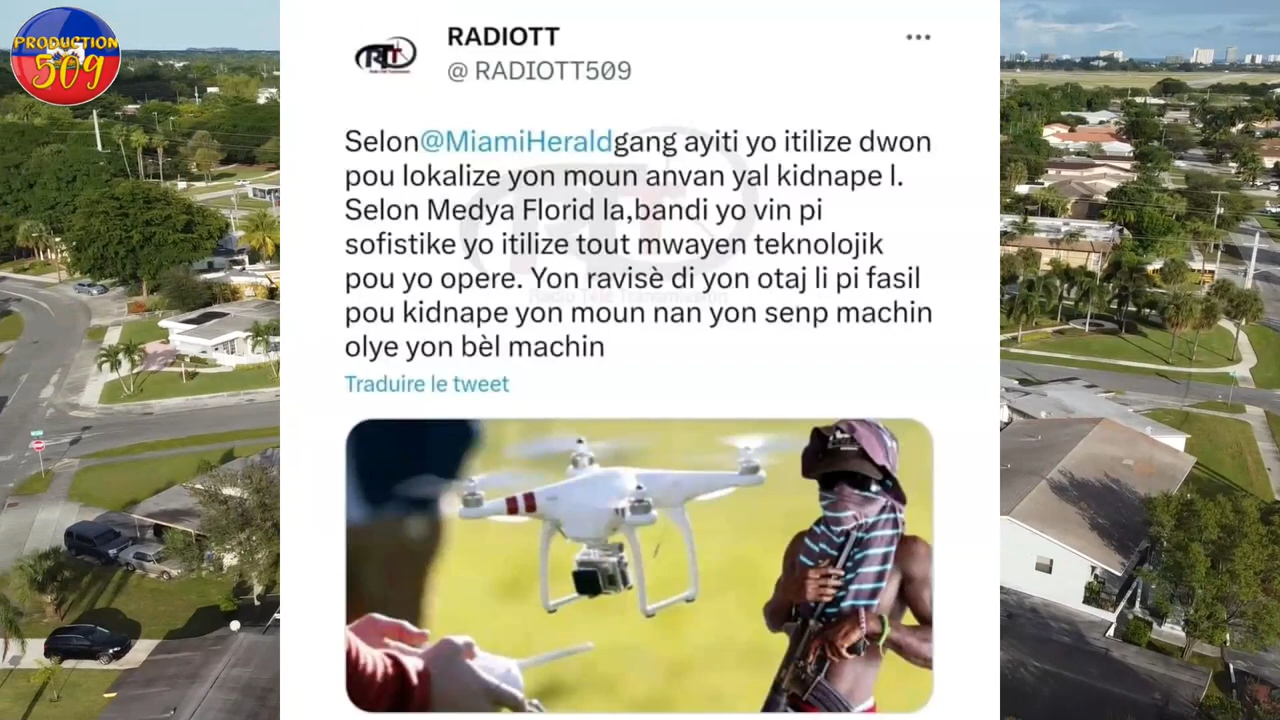 PRODUCTION
509
RADIOTT
@ RADIOTT509
Selon@MiamiHeraldgang ayiti yo itilize dwon
pou lokalize yon moun anvan yal kidnape l.
Selon Medya Florid la,bandi yo vin pi
sofistike yo itilize tout mwayen teknolojik
pou yo opere. Yon ravisè di yon otaj li pi fasil
pou kidnape yon moun nan yon senp machin
olye yon bèl machin
Traduire le tweet